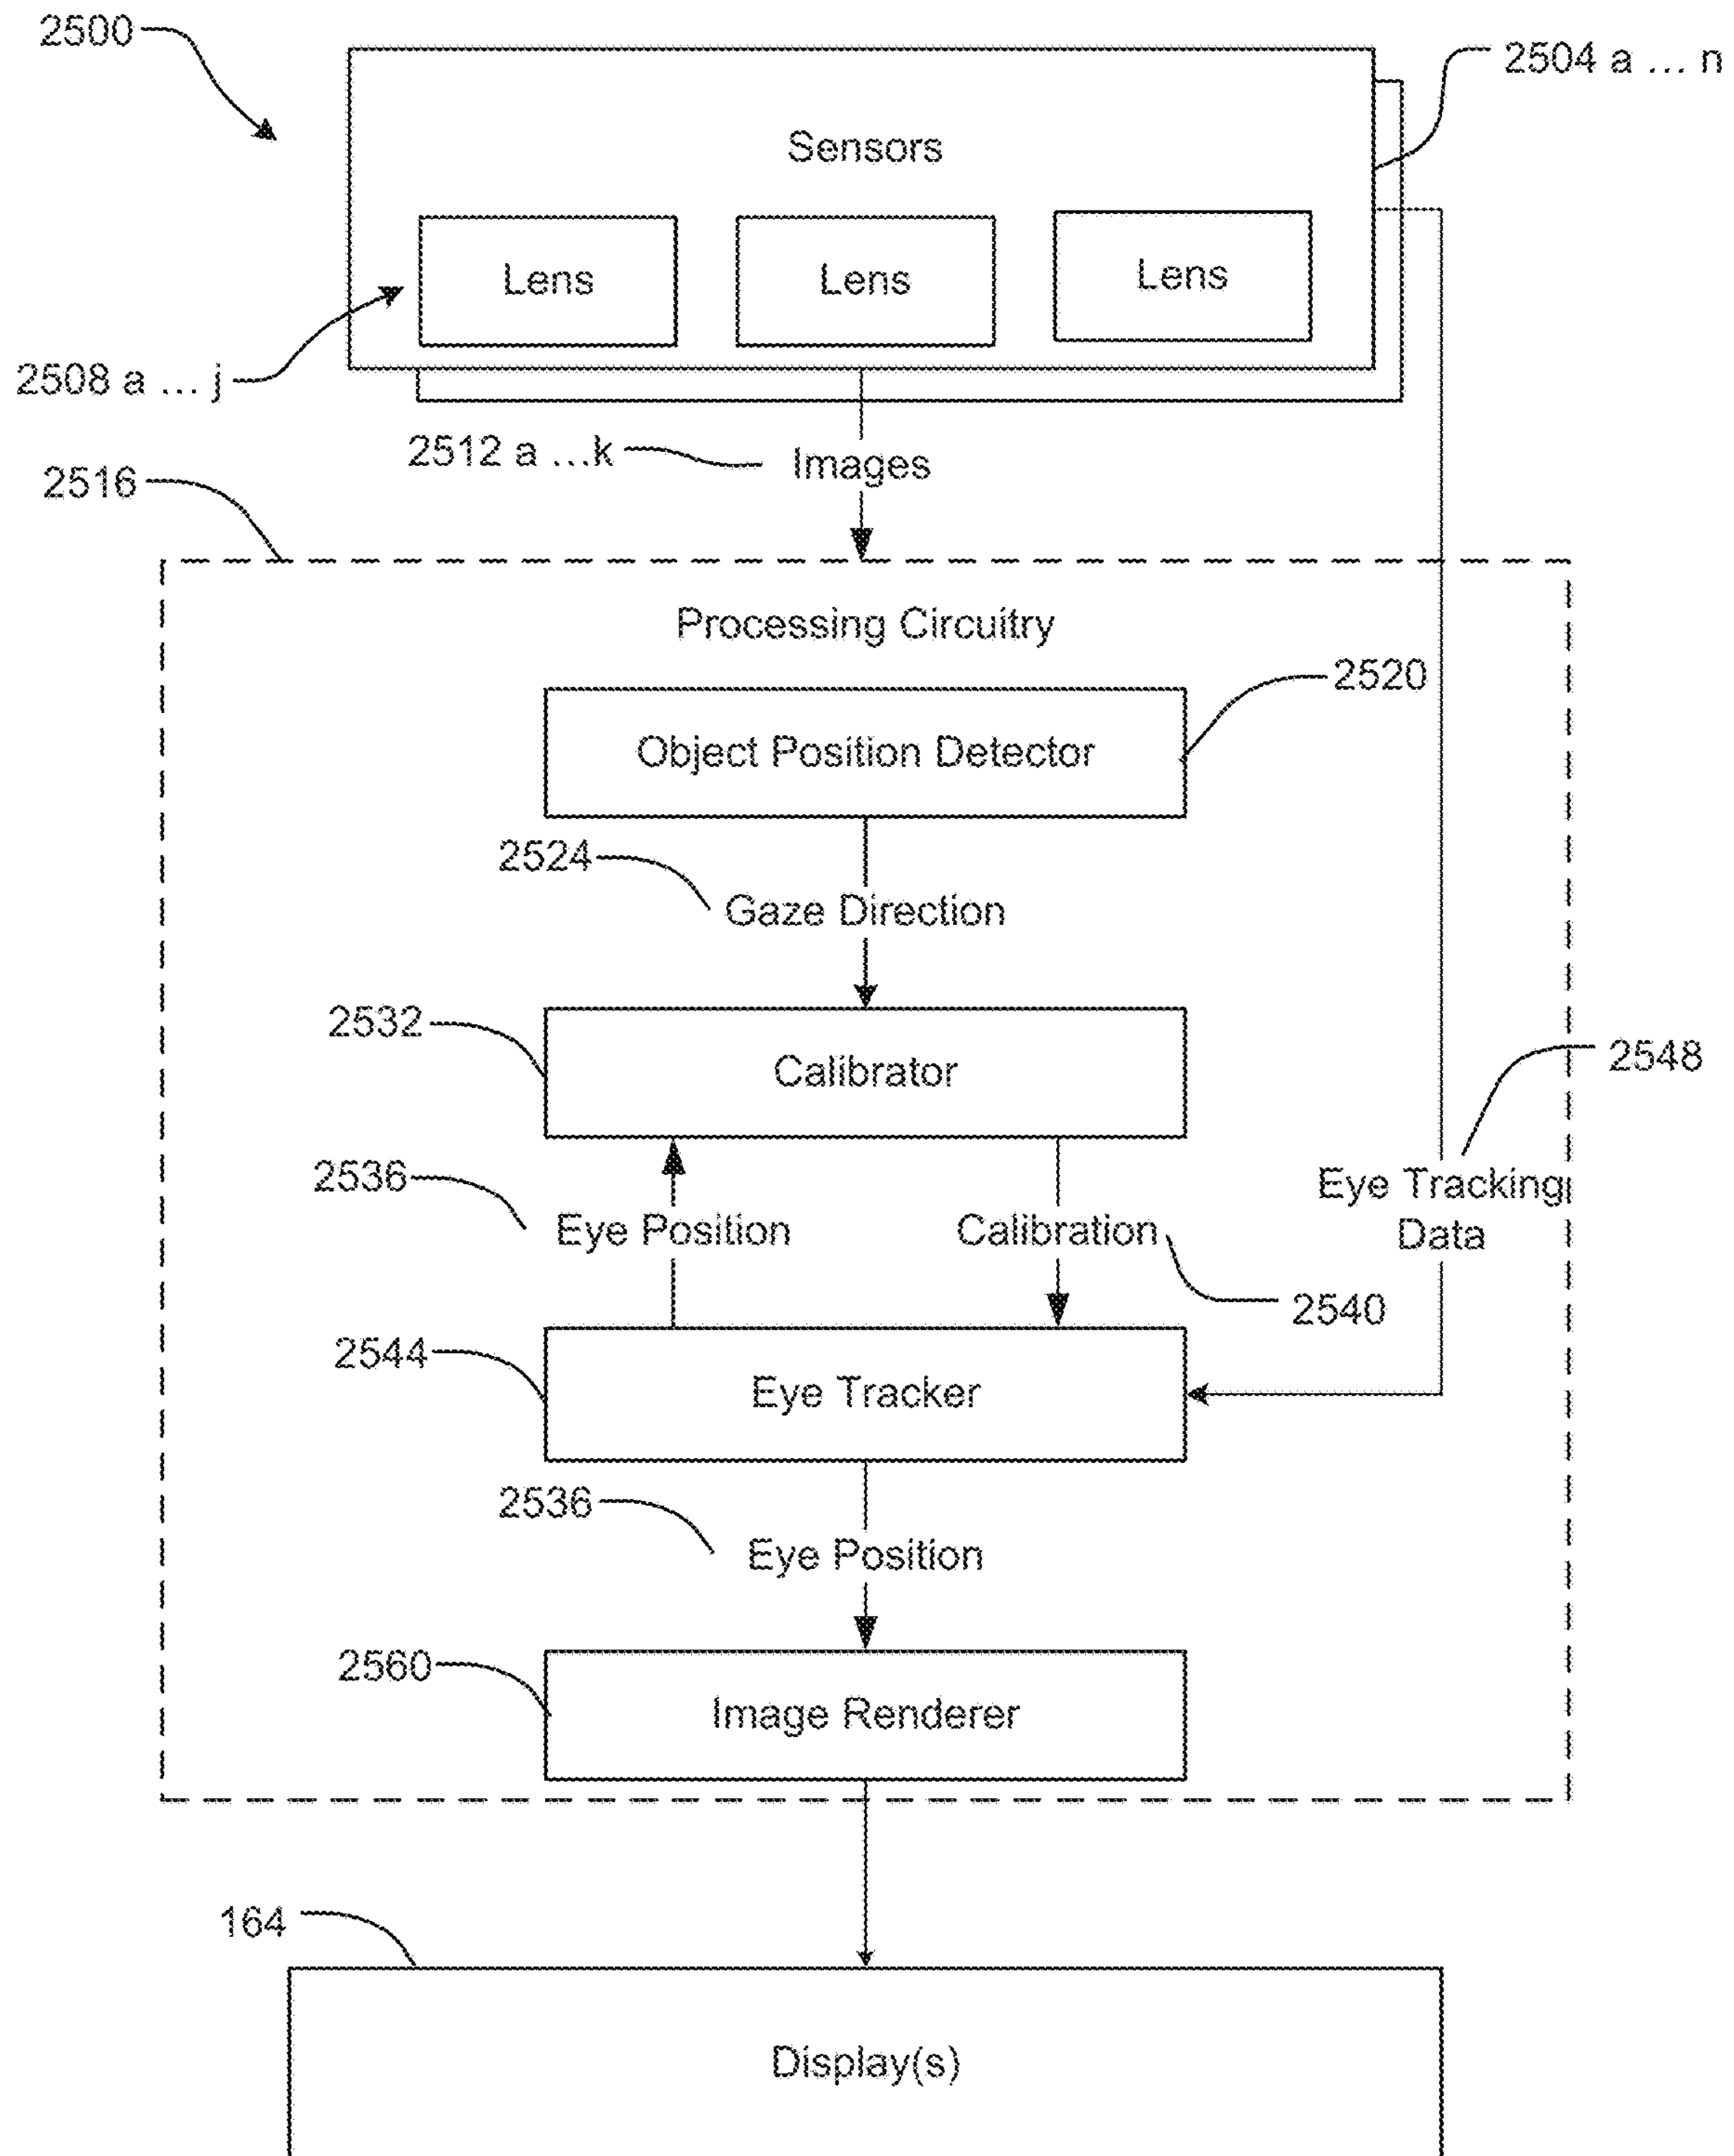 2500
2504 a ... n
Sensors
Lens
Lens
Lens
2508 a ... j
2512 a ...k
Images
2516
Processing Circuitry
2520
Object Position Detector
2524
Gaze Direction
2532
Calibrator
2548
2536
Eye Position
Calibration
Eye Tracking
Data
2540
2544
Eye Tracker
2536
Eye Position
2560
Image Renderer
164
Display(s)